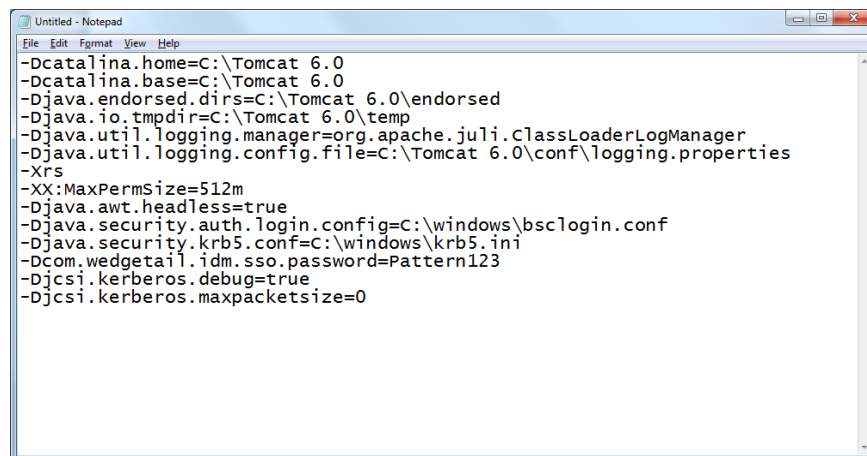 Untitled - Notepad
File Edit Format View Help
-Dcatalina.home=C:\Tomcat 6.0
-Dcatalina.base=C:\Tomcat 6.0
-Djava.endorsed.dirs=C:\Tomcat 6.0\endorsed
-Djava.io.tmpdir=C:\Tomcat 6.0\temp
-Djava.util.logging.manager=org.apache.juli.ClassLoaderLogManager
-Djava.util.logging.config.file=C:\Tomcat 6.0\conf\logging.properties
-Xrs
-XX:MaxPermSize=512m
-Djava.awt.headless=true
-Djava.security.auth.login.config=C:\windows\bsclogin.conf
-Djava.security.krb5.conf=C:\windows\krb5.ini
-Dcom.wedgetail.idm.sso.password=Pattern123
-Djcsi.kerberos.debug=true
-Djcsi.kerberos.maxpacketsize=0